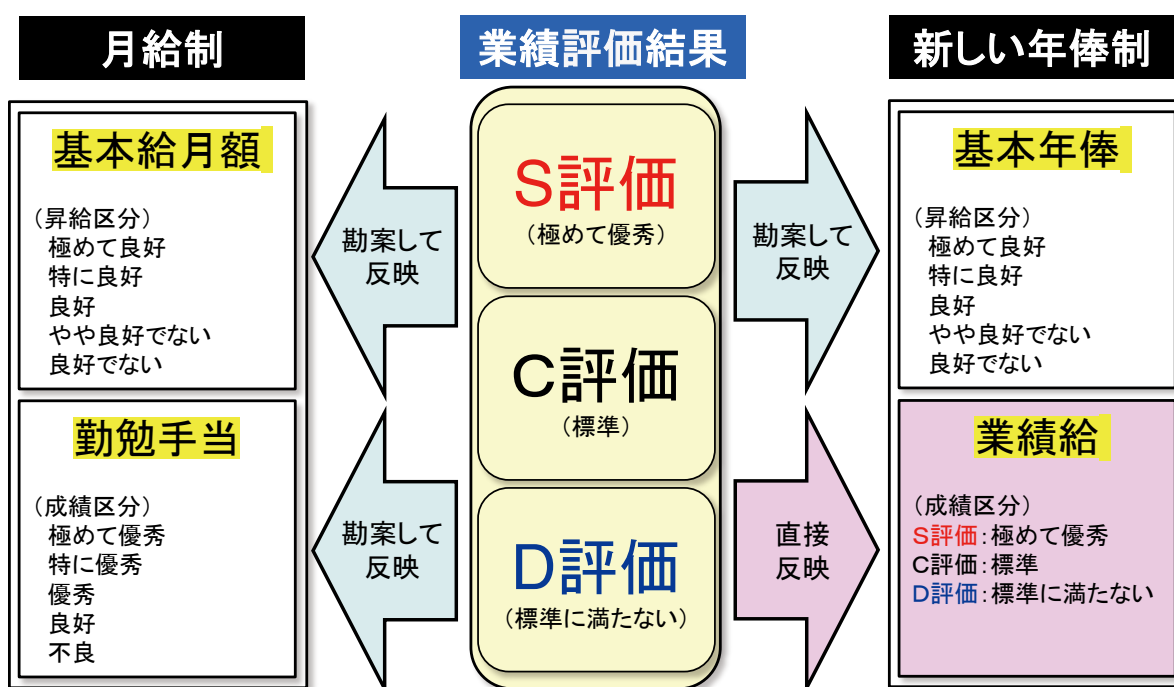 月給制
基本給月額
（昇給区分）
極めて良好
特に良好
良好
やや良好でない
良好でない
勤勉手当
（成績区分）
極めて優秀
特に優秀
優秀
良好
不良
勘案して
反映
勘案して
反映
業績評価結果
S評価
（極めて優秀）
C評価
（標準）
D評価
（標準に満たない）
勘案して
反映
直接
反映
新しい年俸制
基本年俸
（昇給区分）
極めて良好
特に良好
良好
やや良好でない
良好でない
業績給
（成績区分）
S評価：極めて優秀
C評価：標準
D評価：標準に満たない